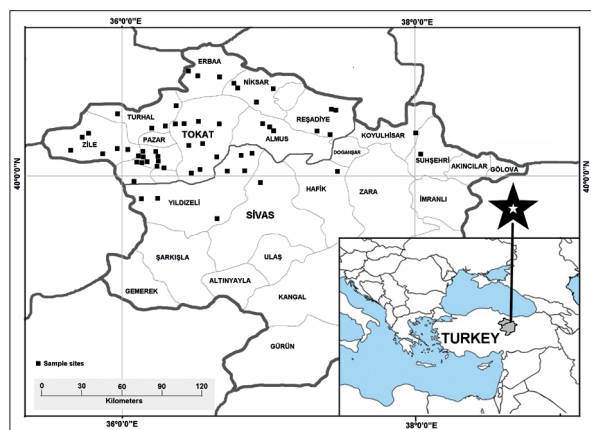 36°0'0"E
38°0'0"E
ERBAA
NİKSAR
TURHAL
REŞADİYE
TOKAT
KOYULHİSAR
PAZAR
ALMUS
ZİLE
DOĞANŞAR
SUHŞEHRİ
AKINCILAR
GÖLOVA
40°0'0"N
40°0'0"N
HAFİK
ZARA
İMRANLI
YILDIZELİ
SİVAS
ŞARKIŞLA
ULAŞ
ALTINYAYLA
GEMEREK
KANGAL
TURKEY
GÜRÜN
Sample sites
0 30 60 90 120
Kilometers
36°0'0"E
38°0'0"E